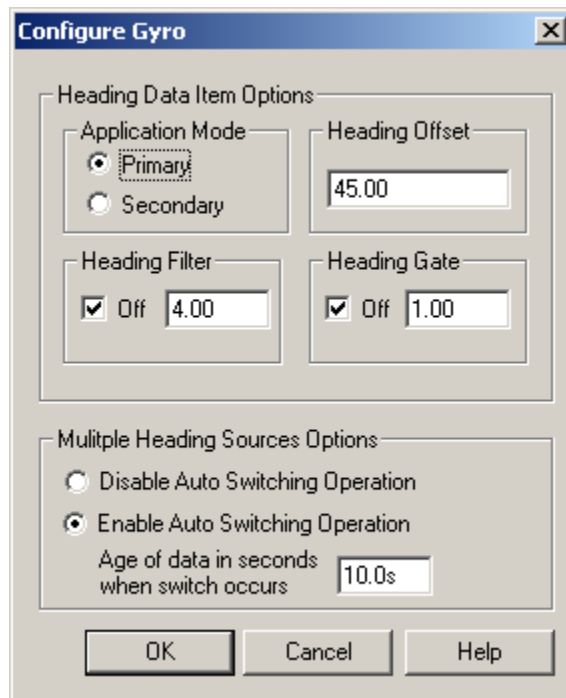 Configure Gyro
Heading Data Item Options
Application Mode
Primary
Secondary
Heading Offset
45.00
Heading Filter
Off 4.00
Heading Gate
Off 1.00
Mulitple Heading Sources Options
Disable Auto Switching Operation
Enable Auto Switching Operation
Age of data in seconds
when switch occurs
10.0s
OK Cancel Help